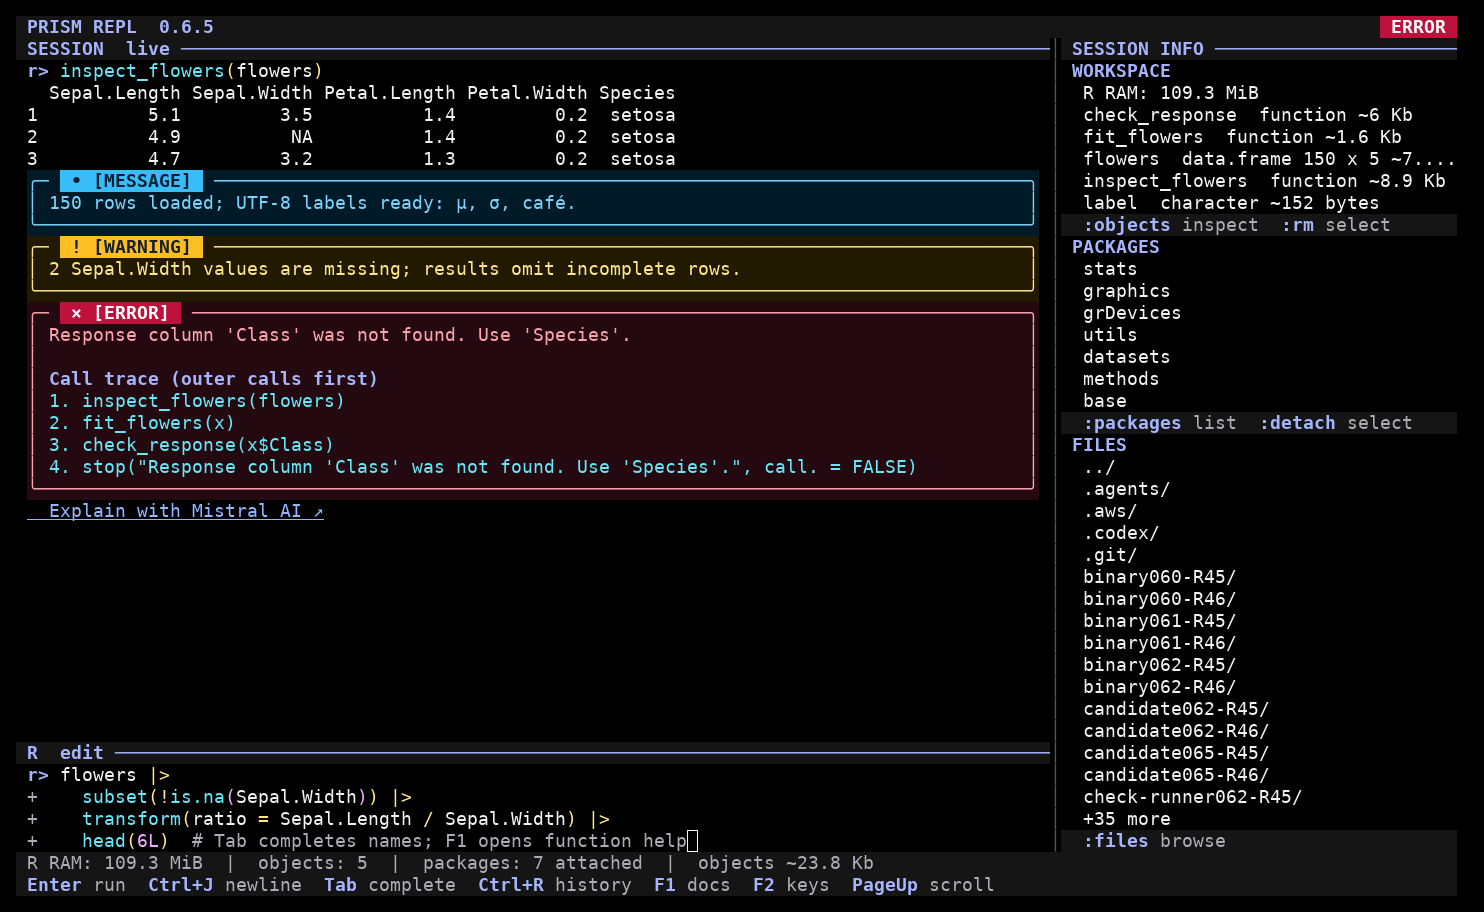 PRISM REPL  0.6.5
ERROR
SESSION  live
r> inspect_flowers(flowers)
  Sepal.Length Sepal.Width Petal.Length Petal.Width Species
1          5.1         3.5          1.4         0.2  setosa
2          4.9          NA          1.4         0.2  setosa
3          4.7         3.2          1.3         0.2  setosa
• [MESSAGE]
150 rows loaded; UTF-8 labels ready: µ, σ, café.
! [WARNING]
2 Sepal.Width values are missing; results omit incomplete rows.
× [ERROR]
Response column 'Class' was not found. Use 'Species'.
Call trace (outer calls first)
1. inspect_flowers(flowers)
2. fit_flowers(x)
3. check_response(x$Class)
4. stop("Response column 'Class' was not found. Use 'Species'.", call. = FALSE)
Explain with Mistral AI ↗
R  edit
r> flowers |>
+    subset(!is.na(Sepal.Width)) |>
+    transform(ratio = Sepal.Length / Sepal.Width) |>
+    head(6L)  # Tab completes names; F1 opens function help
SESSION INFO
WORKSPACE
R RAM: 109.3 MiB
check_response  function ~6 Kb
fit_flowers  function ~1.6 Kb
flowers  data.frame 150 x 5 ~7....
inspect_flowers  function ~8.9 Kb
label  character ~152 bytes
:objects inspect  :rm select
PACKAGES
stats
graphics
grDevices
utils
datasets
methods
base
:packages list  :detach select
FILES
../
.agents/
.aws/
.codex/
.git/
binary060-R45/
binary060-R46/
binary061-R45/
binary061-R46/
binary062-R45/
binary062-R46/
candidate062-R45/
candidate062-R46/
candidate065-R45/
candidate065-R46/
check-runner062-R45/
+35 more
:files browse
R RAM: 109.3 MiB  |  objects: 5  |  packages: 7 attached  |  objects ~23.8 Kb
Enter run  Ctrl+J newline  Tab complete  Ctrl+R history  F1 docs  F2 keys  PageUp scroll